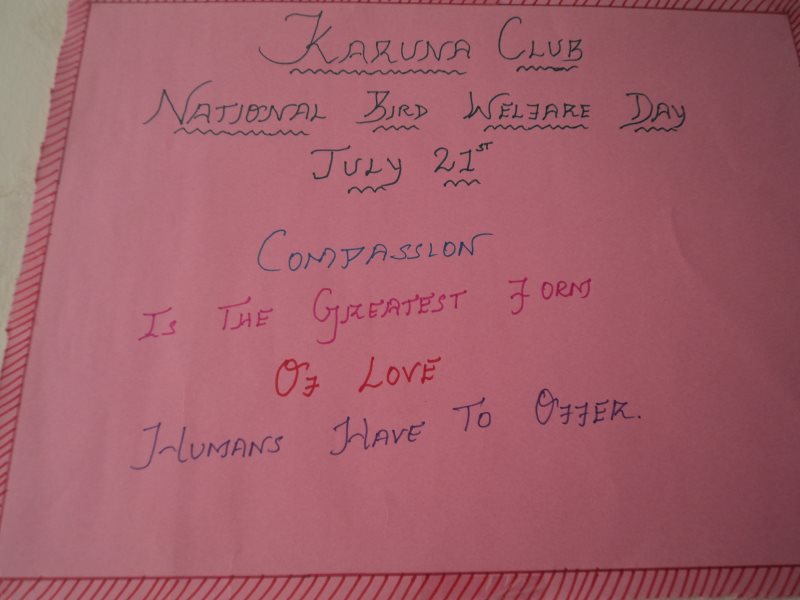 KARUNA CLUB
NATIONAL BIRD WELFARE DAY
JULY 21ST
COMPASSION
IS THE GREATEST FORM
OF LOVE
HUMANS HAVE TO OFFER.